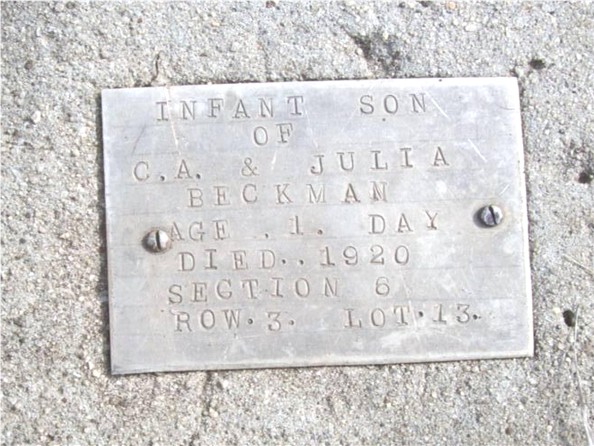 INFANT SON
OF
C.A. & JULIA
BECKMAN
AGE .1. DAY
DIED..1920
SECTION 6
ROW.3. LOT.13.